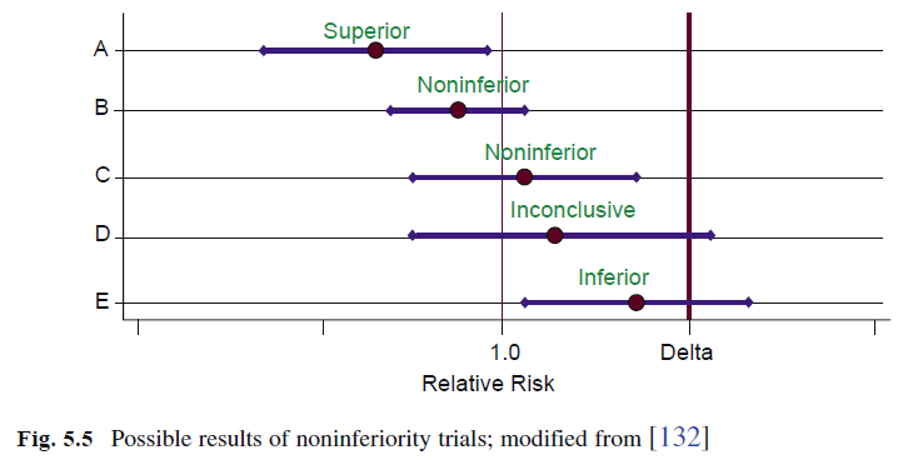 Superior
A
Noninferior
B
Noninferior
C
Inconclusive
D
Inferior
E
1.0 Delta
Relative Risk
Fig. 5.5 Possible results of noninferiority trials; modified from [132]